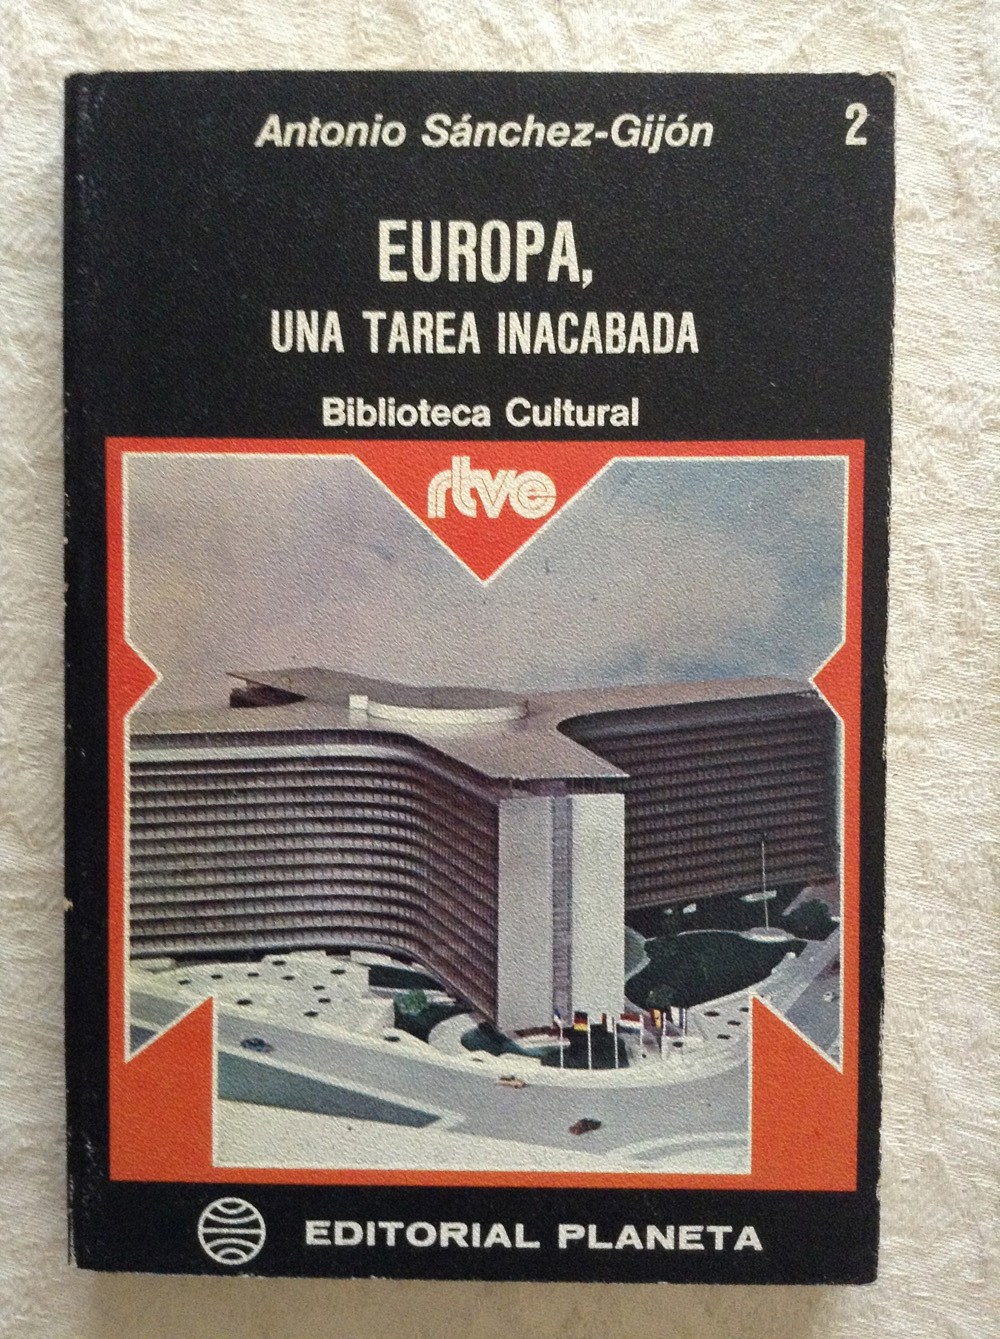 Antonio Sánchez-Gijón
2
EUROPA,
UNA TAREA INACABADA
Biblioteca Cultural
rtve
EDITORIAL PLANETA